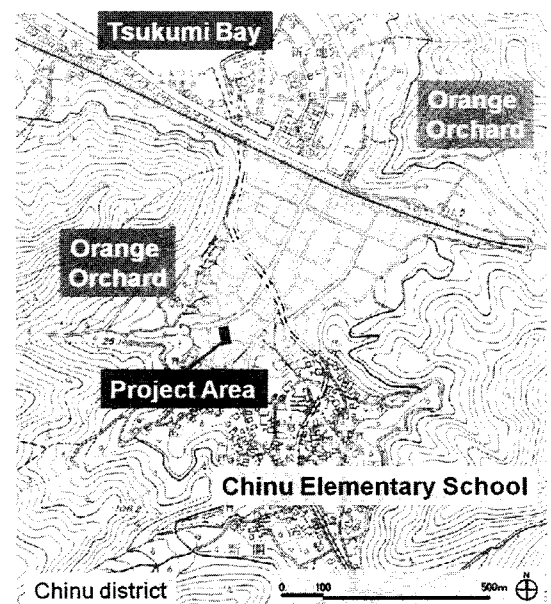 Tsukumi Bay
Orange
Orchard
Orange
Orchard
Project Area
Chinu Elementary School
Chinu district
0 100 500m
N